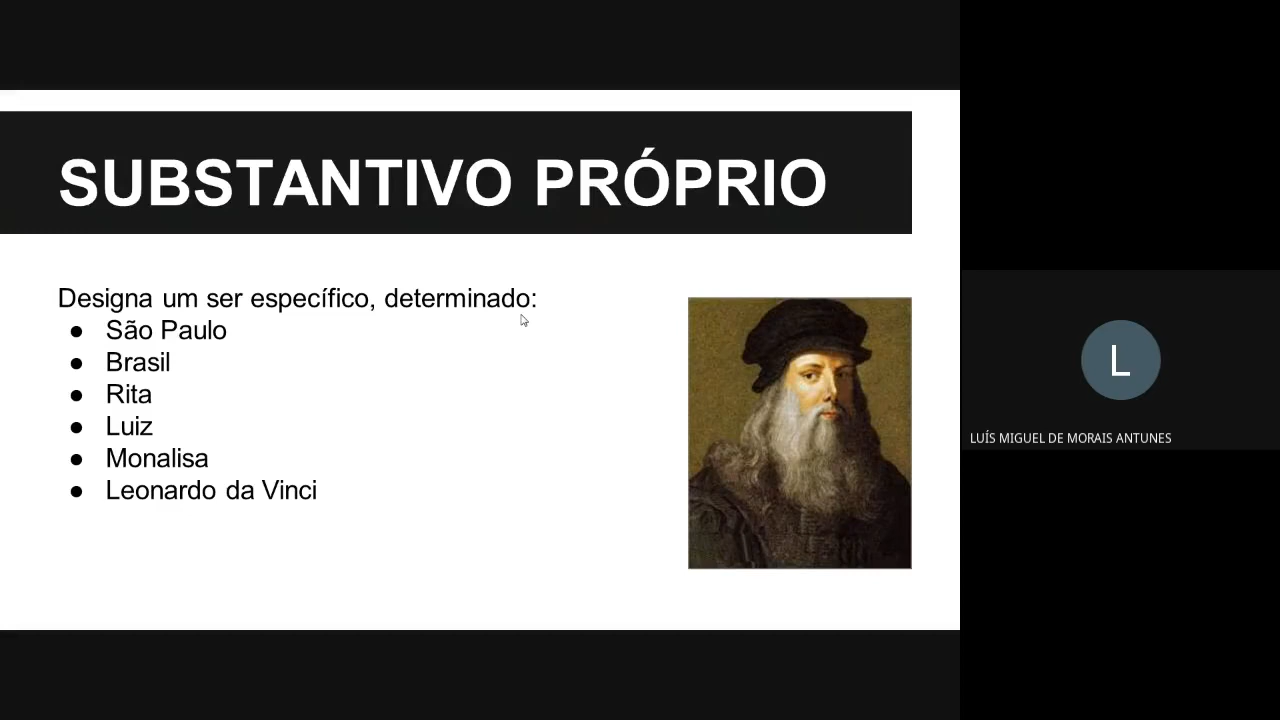 SUBSTANTIVO PRÓPRIO
Designa um ser específico, determinado:
● São Paulo
● Brasil
● Rita
● Luiz
● Monalisa
● Leonardo da Vinci
L
LUÍS MIGUEL DE MORAIS ANTUNES